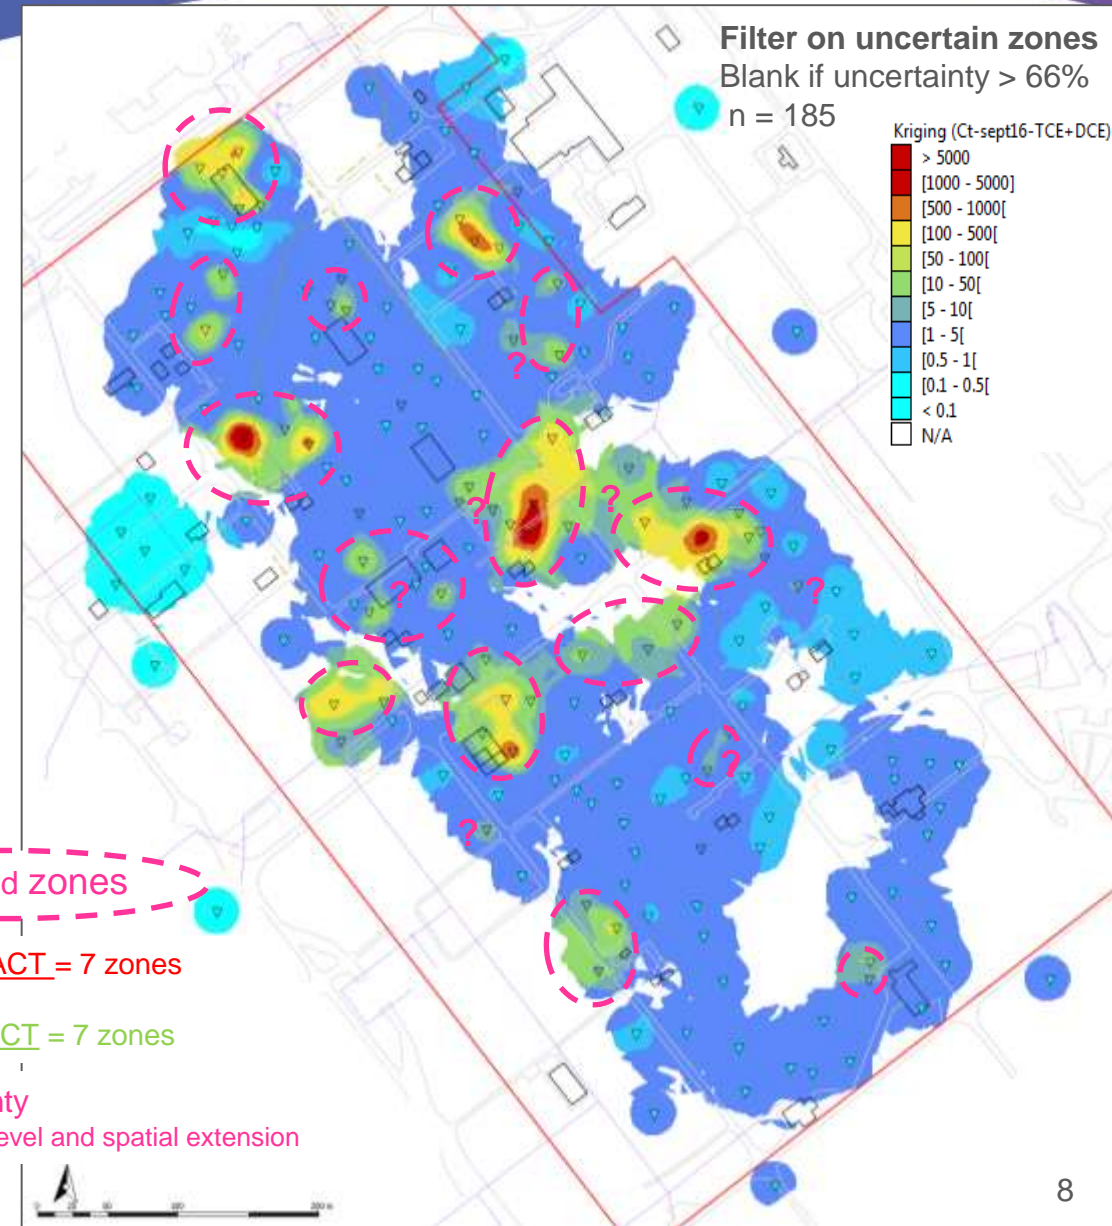 Filter on uncertain zones
Blank if uncertainty > 66%
n = 185
Kriging (Ct-sept16-TCE+DCE)
> 5000
[1000 - 5000]
[500 - 1000[
[100 - 500[
[50 - 100[
[10 - 50[
[5 - 10[
[1 - 5[
[0.5 - 1[
[0.1 - 0.5[
< 0.1
N/A
?
?
?
?
?
?
?
d zones
ACT = 7 zones
CT = 7 zones
nty
level and spatial extension
8